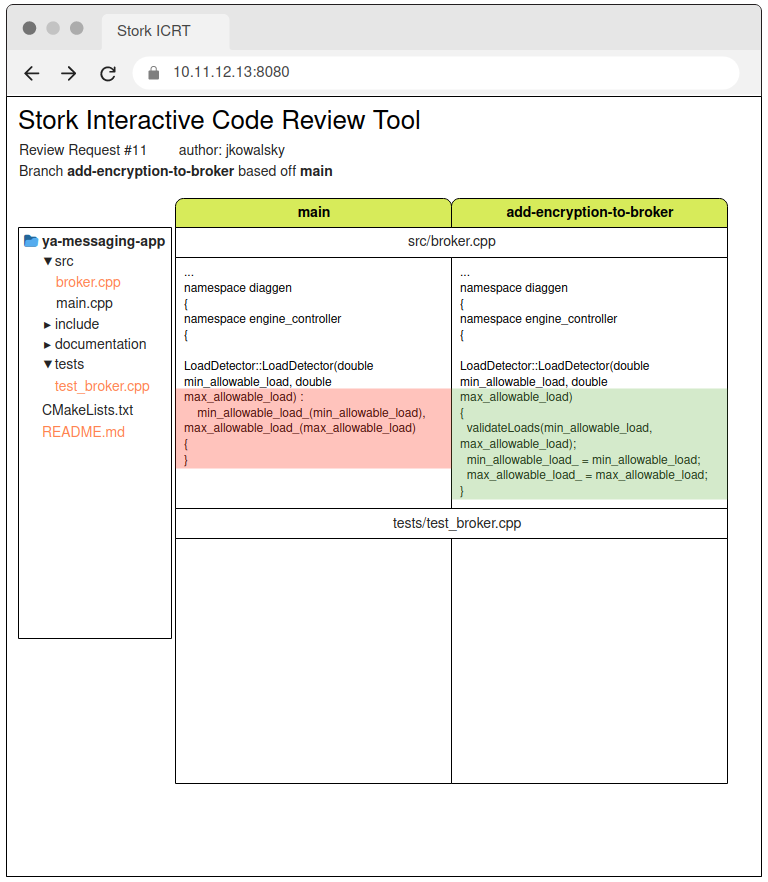 Stork ICRT
10.11.12.13:8080
Stork Interactive Code Review Tool
Review Request #11 author: jkowalsky
Branch add-encryption-to-broker based off main
ya-messaging-app
src
broker.cpp
main.cpp
include
documentation
tests
test_broker.cpp
CMakeLists.txt
README.md
main
add-encryption-to-broker
src/broker.cpp
...
namespace diaggen
{
namespace engine_controller
{
LoadDetector::LoadDetector(double
min_allowable_load, double
max_allowable_load) :
min_allowable_load_(min_allowable_load),
max_allowable_load_(max_allowable_load)
{
}
...
namespace diaggen
{
namespace engine_controller
{
LoadDetector::LoadDetector(double
min_allowable_load, double
max_allowable_load)
{
validateLoads(min_allowable_load,
max_allowable_load);
min_allowable_load_ = min_allowable_load;
max_allowable_load_ = max_allowable_load;
}
tests/test_broker.cpp